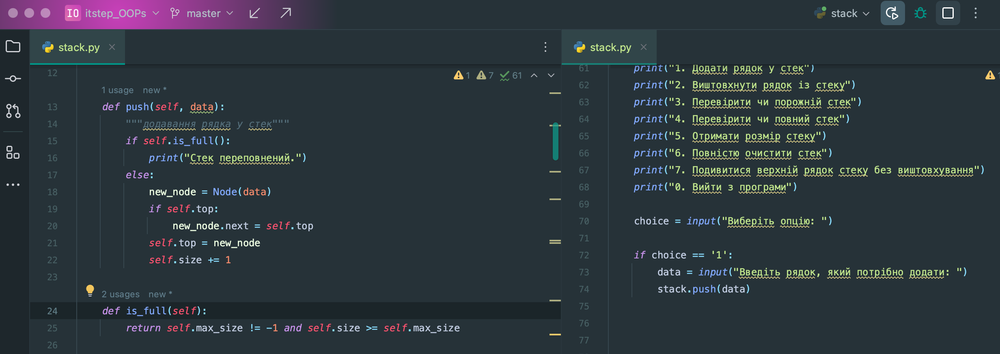 IO itstep_OOPs master stack
stack.py
1 7 61
12
1 usage new *
13 def push(self, data):
14 """додавання рядка у стек"""
15 if self.is_full():
16 print("Стек переповнений.")
17 else:
18 new_node = Node(data)
19 if self.top:
20 new_node.next = self.top
21 self.top = new_node
22 self.size += 1
23
2 usages new *
24 def is_full(self):
25 return self.max_size != -1 and self.size >= self.max_size
26
stack.py
61 print("1. Додати рядок у стек")
62 print("2. Виштовхнути рядок із стеку")
63 print("3. Перевірити чи порожній стек")
64 print("4. Перевірити чи повний стек")
65 print("5. Отримати розмір стеку")
66 print("6. Повністю очистити стек")
67 print("7. Подивитися верхній рядок стеку без виштовхування")
68 print("0. Вийти з програми")
69
70 choice = input("Виберіть опцію: ")
71
72 if choice == '1':
73 data = input("Введіть рядок, який потрібно додати: ")
74 stack.push(data)
75
76
77